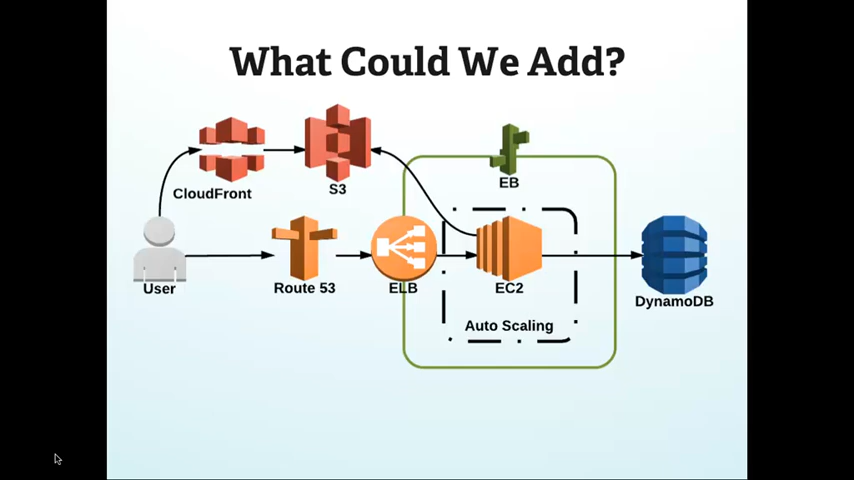 What Could We Add?
CloudFront
S3
EB
User
Route 53
ELB
EC2
DynamoDB
Auto Scaling